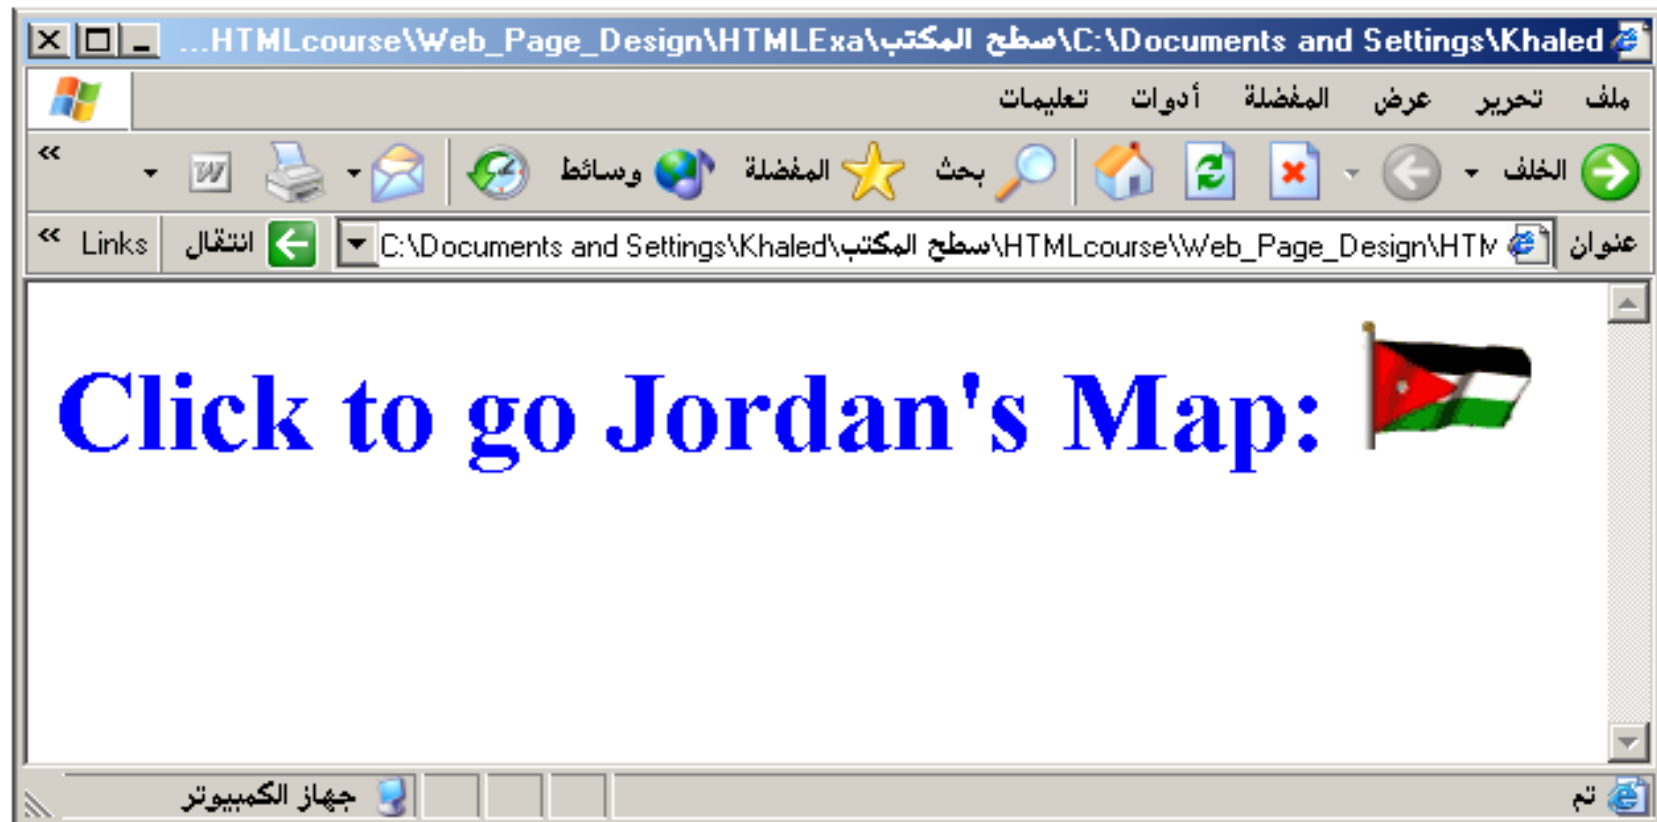 C:\Documents and Settings\Khaled\سطح المكتب\HTMLcourse\Web_Page_Design\HTMLExa...
ملف تحرير عرض المفضلة أدوات تعليمات
الخلف بحث المفضلة وسائط W »
عنوان C:\Documents and Settings\Khaled\سطح المكتب\HTMLcourse\Web_Page_Design\HTM انتقال Links »
Click to go Jordan's Map:
تم جهاز الكمبيوتر